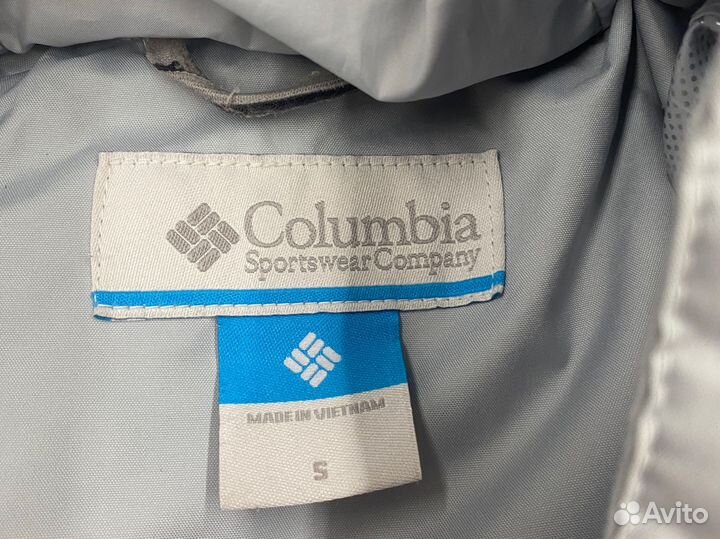 Columbia
Sportswear Company
MADE IN VIETNAM
S
Avito